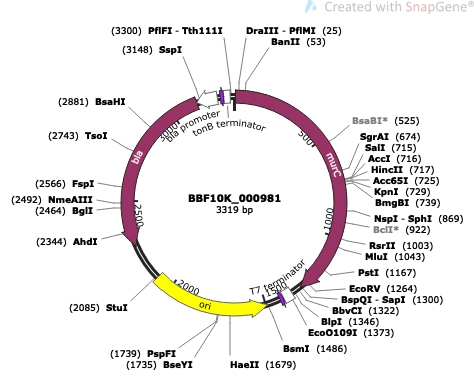 Created with SnapGene®
(3300) PflFI - Tth111I
DraIII - PflMI (25)
(3148) SspI
BanII (53)
(2881) BsaHI
(2743) TsoI
(2566) FspI
(2492) NmeAIII
(2464) BglI
(2344) AhdI
(2085) StuI
(1739) PspFI
(1735) BseYI
HaeII (1679)
BsmI (1486)
BsaBI* (525)
SgrAI (674)
SalI (715)
AccI (716)
HincII (717)
Acc65I (725)
KpnI (729)
BmgBI (739)
NspI - SphI (869)
BclI* (922)
RsrII (1003)
MluI (1043)
PstI (1167)
EcoRV (1264)
BspQI - SapI (1300)
BbvCI (1322)
BlpI (1346)
EcoO109I (1373)
bla promoter
tonB terminator
bla
murC
T7 terminator
ori
500
1000
1500
2000
2500
3000
BBF10K_000981
3319 bp